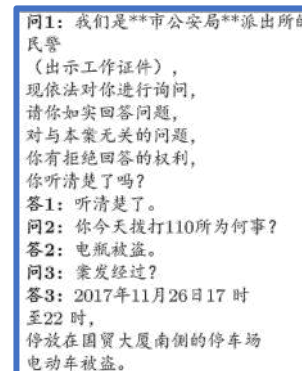 问1：我们是**市公安局**派出所的
民警
（出示工作证件），
现依法对你进行询问，
请你如实回答问题，
对与本案无关的问题，
你有拒绝回答的权利，
你听清楚了吗？
答1：听清楚了。
问2：你今天拨打110所为何事？
答2：电瓶被盗。
问3：案发经过？
答3：2017年11月26日17 时
至22 时，
停放在国贸大厦南侧的停车场
电动车被盗。